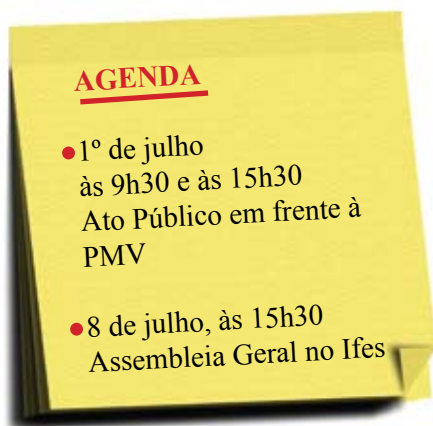 AGENDA
●1º de julho
às 9h30 e às 15h30
Ato Público em frente à
PMV
●8 de julho, às 15h30
Assembleia Geral no Ifes